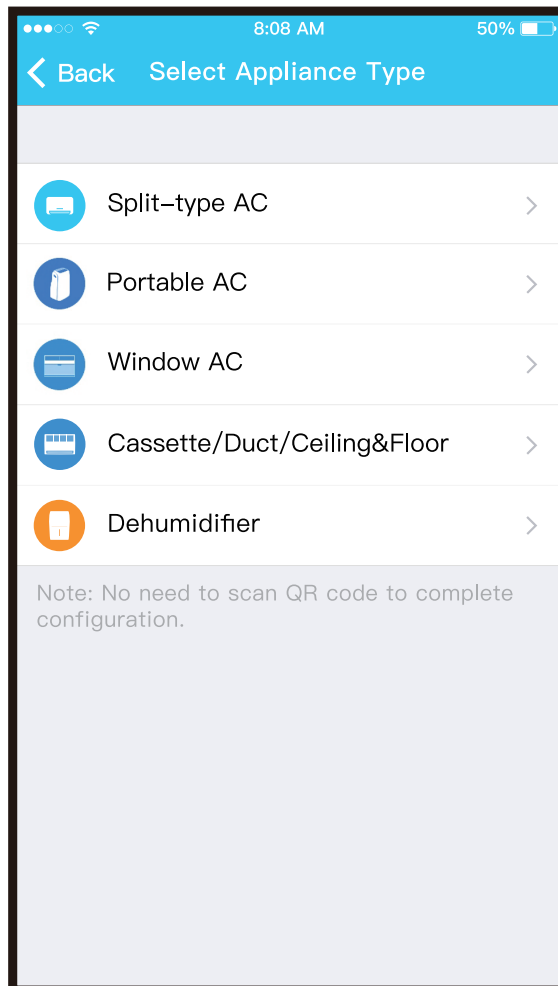 8:08 AM
50%
Back
Select Appliance Type
Split-type AC
Portable AC
Window AC
Cassette/Duct/Ceiling&Floor
Dehumidifier
Note: No need to scan QR code to complete
configuration.